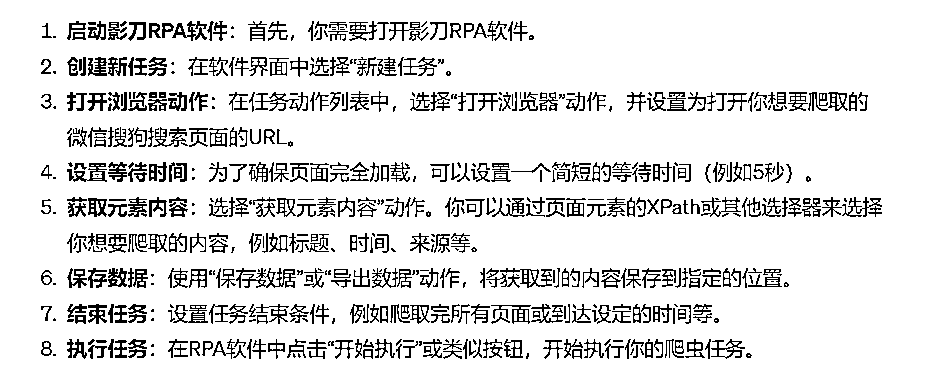 1. 启动影刀RPA软件：首先，你需要打开影刀RPA软件。
2. 创建新任务：在软件界面中选择“新建任务”。
3. 打开浏览器动作：在任务动作列表中，选择“打开浏览器”动作，并设置为打开你想要爬取的
微信搜狗搜索页面的URL。
4. 设置等待时间：为了确保页面完全加载，可以设置一个简短的等待时间（例如5秒）。
5. 获取元素内容：选择“获取元素内容”动作。你可以通过页面元素的XPath或其他选择器来选择
你想要爬取的内容，例如标题、时间、来源等。
6. 保存数据：使用“保存数据”或“导出数据”动作，将获取到的内容保存到指定的位置。
7. 结束任务：设置任务结束条件，例如爬取完所有页面或到达设定的时间等。
8. 执行任务：在RPA软件中点击“开始执行”或类似按钮，开始执行你的爬虫任务。